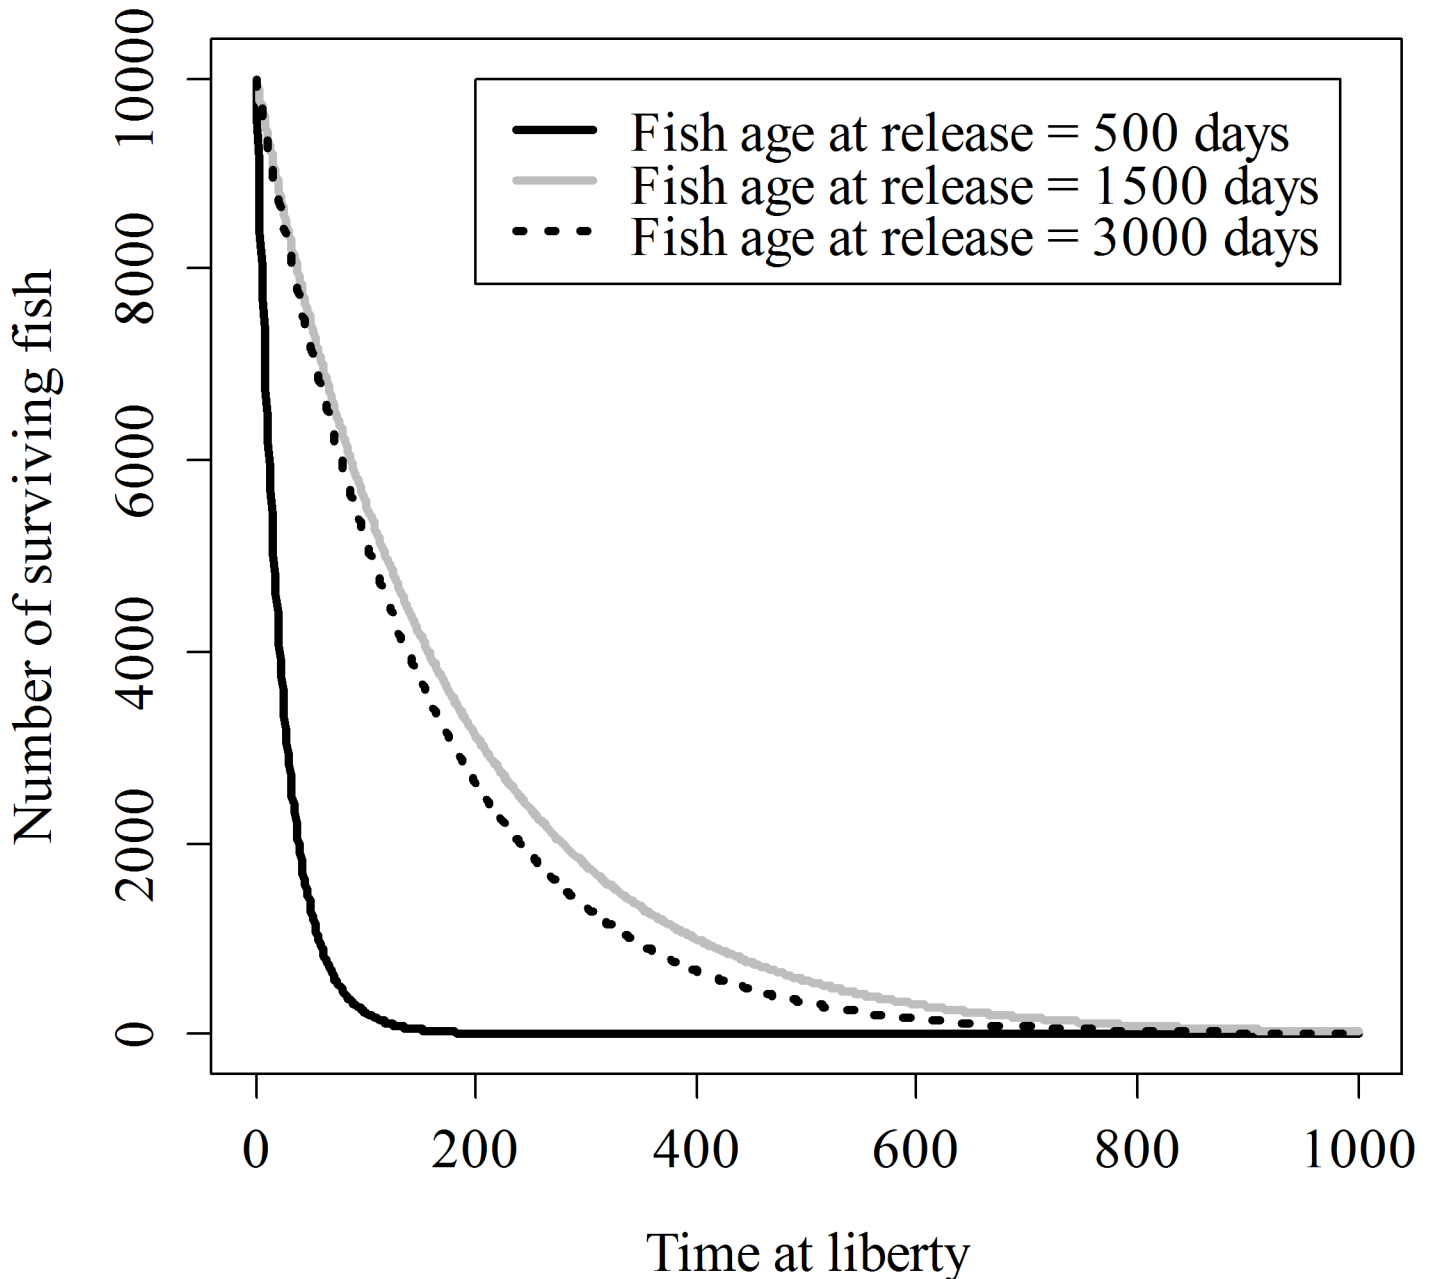 Number of surviving fish
10000
8000
6000
4000
2000
0
Fish age at release = 500 days
Fish age at release = 1500 days
Fish age at release = 3000 days
0 200 400 600 800 1000
Time at liberty